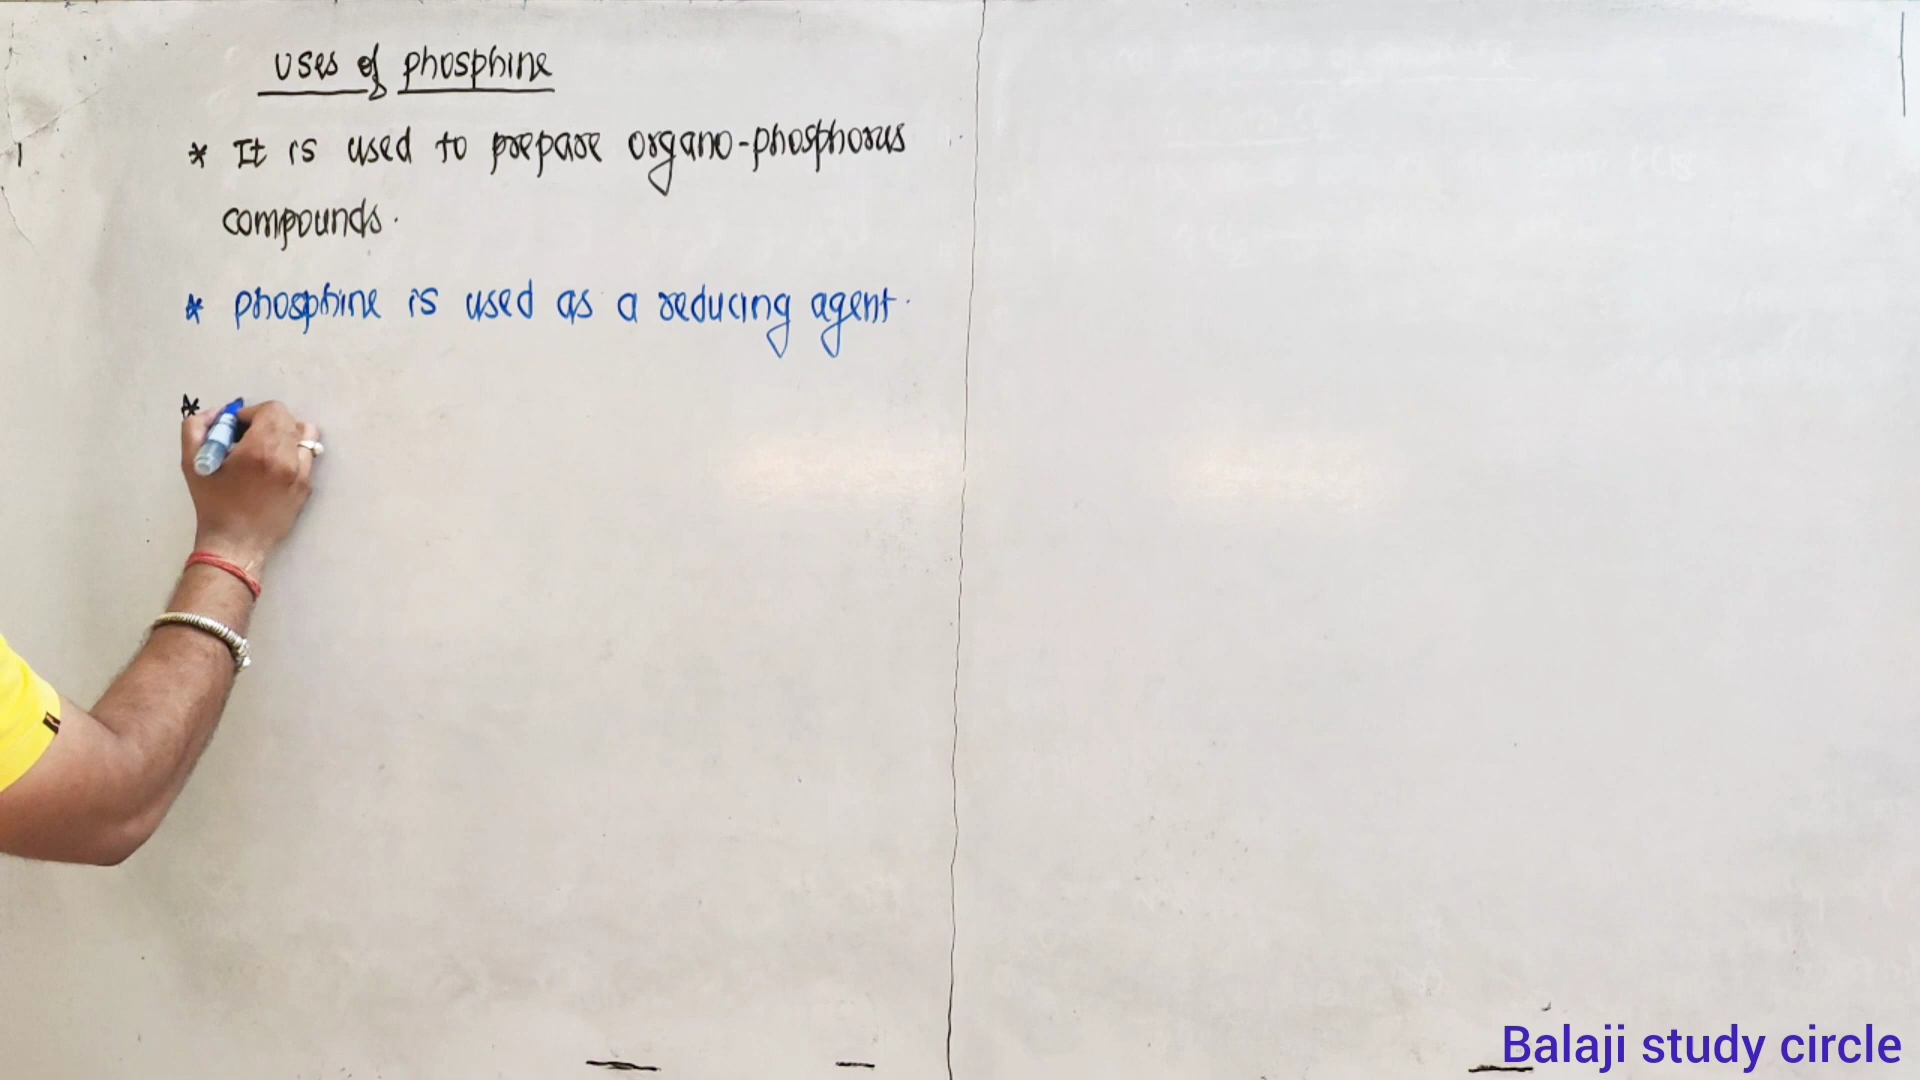 uses of phosphine
* It is used to prepare organo-phosphorus
compounds.
* phosphine is used as a reducing agent.
*
Balaji study circle